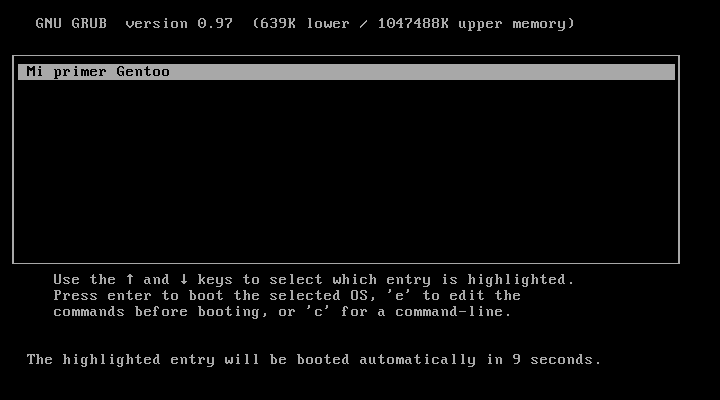 GNU GRUB  version 0.97  (639K lower / 1047488K upper memory)
Mi primer Gentoo
Use the ↑ and ↓ keys to select which entry is highlighted.
Press enter to boot the selected OS, 'e' to edit the
commands before booting, or 'c' for a command-line.
The highlighted entry will be booted automatically in 9 seconds.